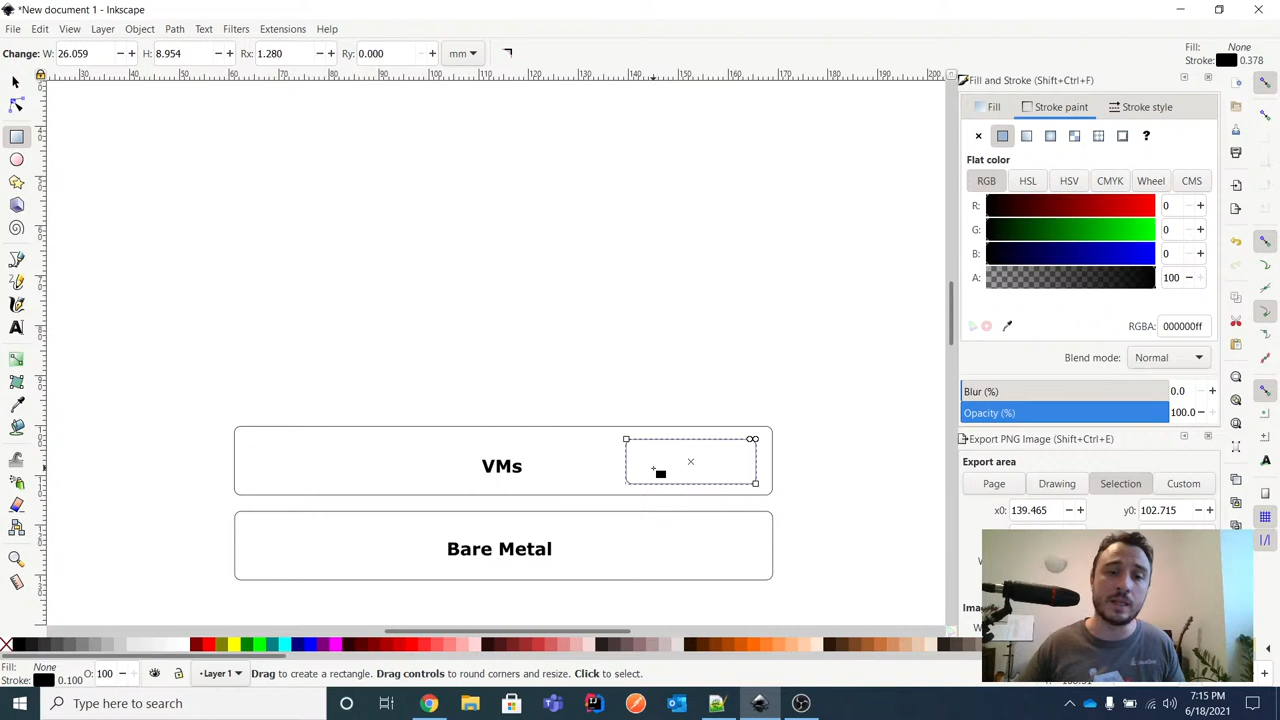 *New document 1 - Inkscape
File Edit View Layer Object Path Text Filters Extensions Help
Change: W: 26.059 H: 8.954 Rx: 1.280 Ry: 0.000 mm
Fill: None
Stroke: 0.378
Fill and Stroke (Shift+Ctrl+F)
Fill Stroke paint Stroke style
Flat color
RGB HSL HSV CMYK Wheel CMS
R: 0
G: 0
B: 0
A: 100
RGBA: 000000ff
Blend mode: Normal
Blur (%) 0.0
Opacity (%) 100.0
Export PNG Image (Shift+Ctrl+E)
Export area
Page Drawing Selection Custom
x0: 139.465 y0: 102.715
VMs
Bare Metal
Fill: None
Stroke: 0.100
O: 100
Layer 1
Drag to create a rectangle. Drag controls to round corners and resize. Click to select.
Type here to search
7:15 PM
6/18/2021